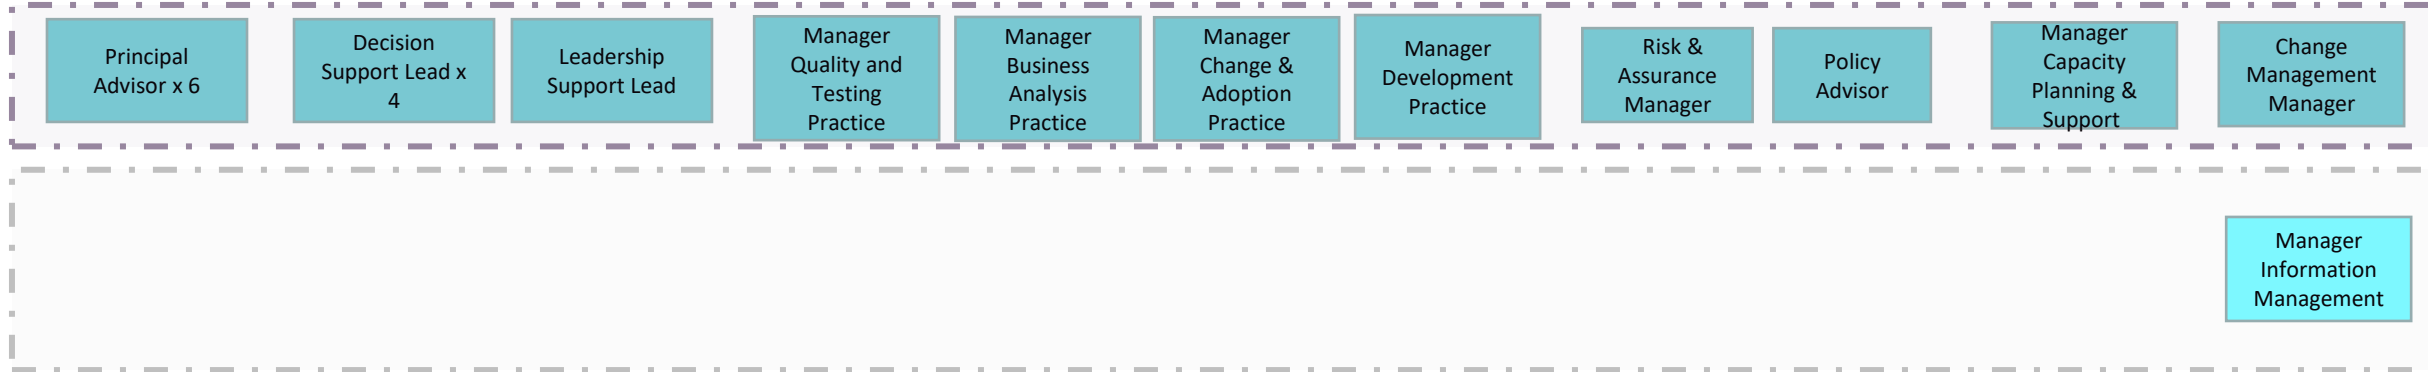 Principal
Advisor x 6
Decision
Support Lead x
4
Leadership
Support Lead
Manager
Quality and
Testing
Practice
Manager
Business
Analysis
Practice
Manager
Change &
Adoption
Practice
Manager
Development
Practice
Risk &
Assurance
Manager
Policy
Advisor
Manager
Capacity
Planning &
Support
Change
Management
Manager
Manager
Information
Management